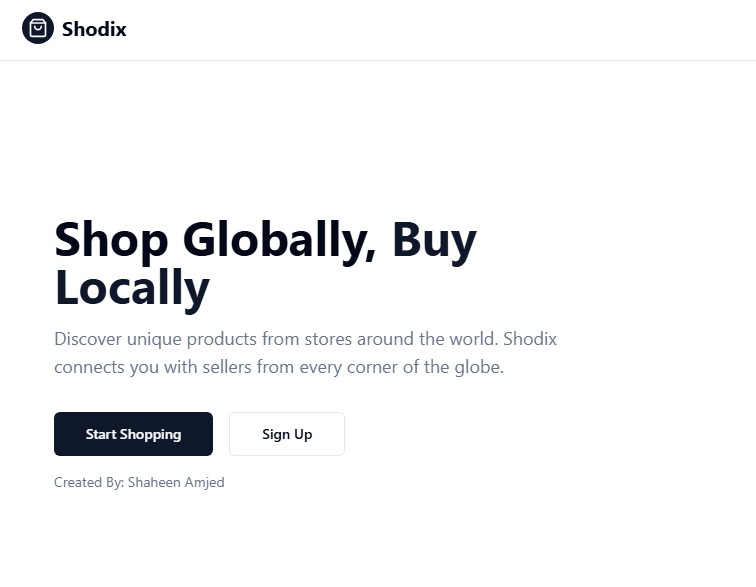 Shodix
Shop Globally, Buy
Locally
Discover unique products from stores around the world. Shodix
connects you with sellers from every corner of the globe.
Start Shopping
Sign Up
Created By: Shaheen Amjed